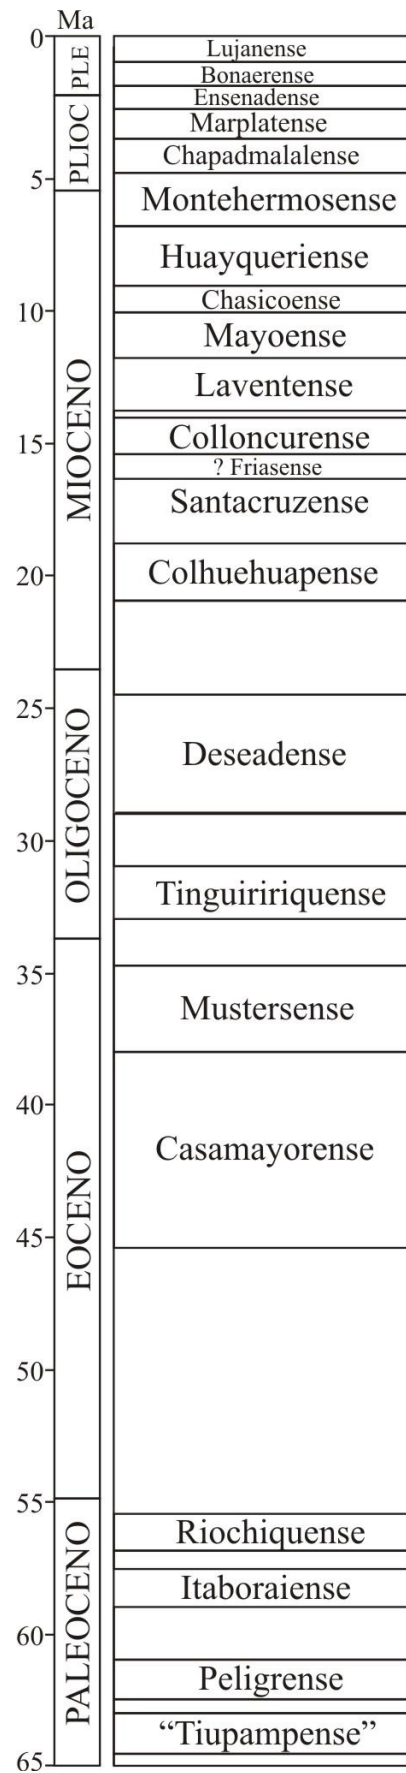 Ma
0
5
10
15
20
25
30
35
40
45
50
55
60
65
PLE
PLIOC
MIOCENO
OLIGOCENO
EOCENO
PALEOCENO
Lujanense
Bonaerense
Ensenadense
Marplatense
Chapadmalalense
Montehermosense
Huayqueriense
Chasicoense
Mayoense
Laventense
Colloncurense
? Friasense
Santacruzense
Colhuehuapense
Deseadense
Tinguiririquense
Mustersense
Casamayorense
Riochiquense
Itaboraiense
Peligrense
“Tiupampense”